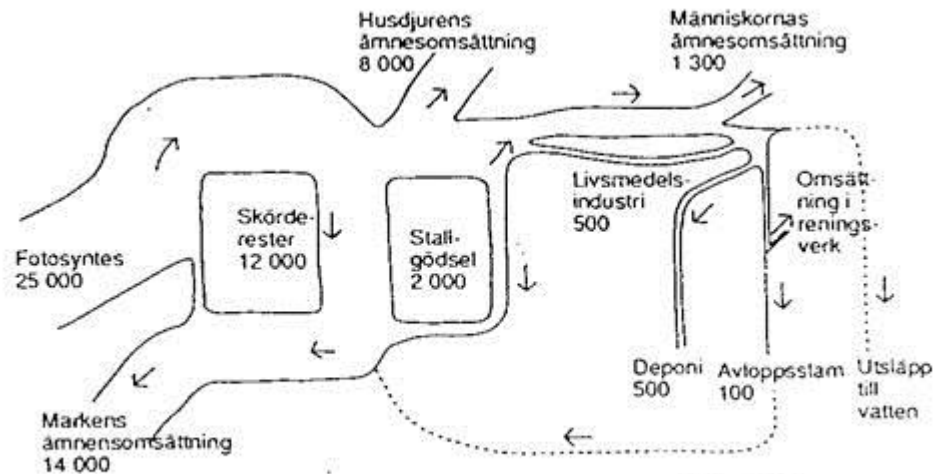 Husdjurens
ämnesomsättning
8 000
Människornas
ämnesomsättning
1 300
Livsmedels-
industri
500
Omsätt-
ning i
renings-
verk
Skörde-
rester
12 000
Stall-
gödsel
2 000
Fotosyntes
25 000
Deponi
500
Avloppsslam
100
Utsläpp
till
vatten
Markens
ämnensomsättning
14 000